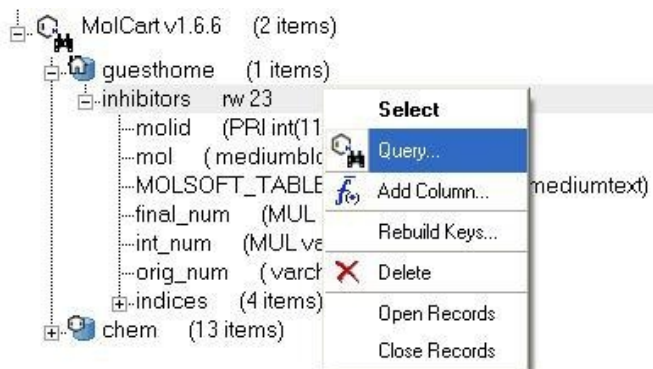 MolCart v1.6.6 (2 items)
guesthome (1 items)
inhibitors rw 23
molid (PRI int(11
mol (mediumblo
MOLSOFT_TABLE mediumtext)
final_num (MUL
int_num (MUL va
orig_num (varch
indices (4 items)
chem (13 items)
Select
Query...
Add Column...
Rebuild Keys...
Delete
Open Records
Close Records